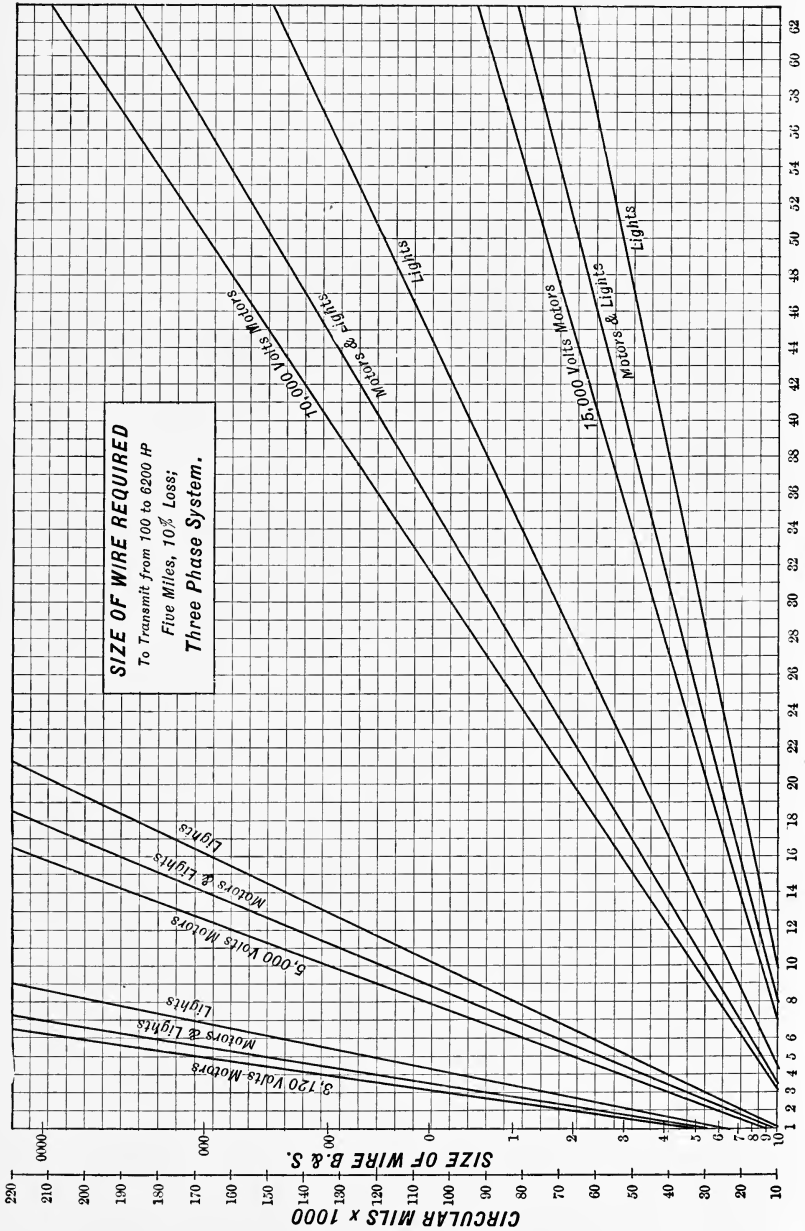 SIZE OF WIRE REQUIRED
To Transmit from 100 to 6200 HP
Five Miles, 10% Loss;
Three Phase System.
3,120 Volts Motors
Motors & Lights
Lights
5,000 Volts Motors
Motors & Lights
Lights
10,000 Volts Motors
Motors & Lights
Lights
15,000 Volts Motors
Motors & Lights
Lights
CIRCULAR MILS x 1000
220 210 200 190 180 170 160 150 140 130 120 110 100 90 80 70 60 50 40 30 20 10
SIZE OF WIRE B.& S.
0000 000 00 0 1 2 3 4 5 6 7 8 9 10
1 2 3 4 5 6 8 10 12 14 16 18 20 22 24 26 28 30 32 34 36 38 40 42 44 46 48 50 52 54 56 58 60 62